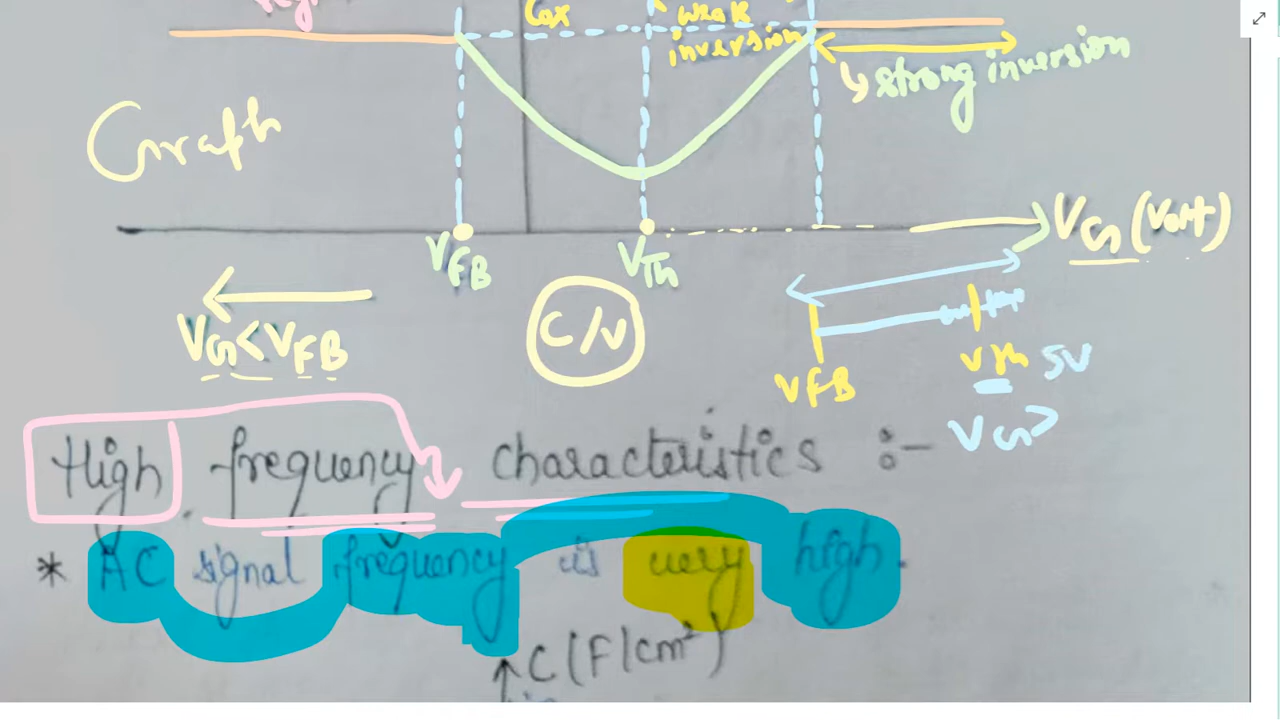 Cox
weak
inversion
strong inversion
Graph
VG (Volt)
VFB
VTh
C/V
VG<VFB
VFB
VTh
5V
VG>
High frequency characteristics :-
* AC signal frequency is very high.
↑C (F/cm²)